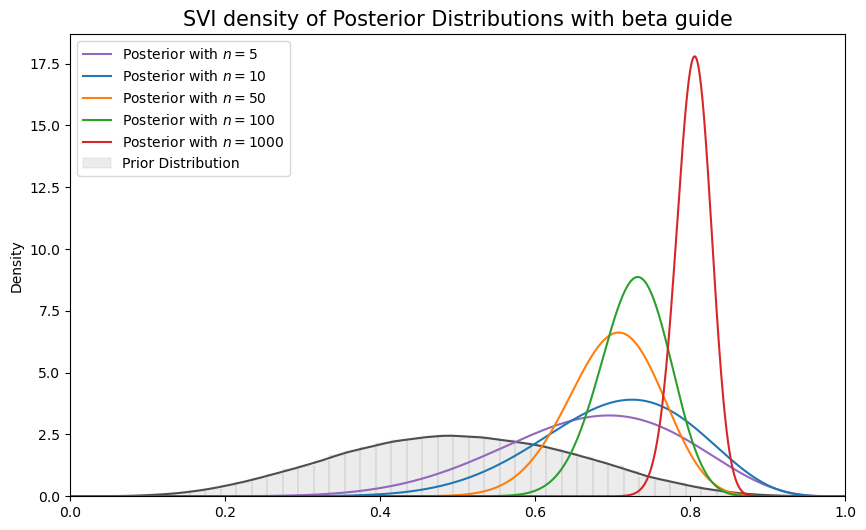 SVI density of Posterior Distributions with beta guide
Posterior with n = 5
Posterior with n = 10
Posterior with n = 50
Posterior with n = 100
Posterior with n = 1000
Prior Distribution
Density
17.5
15.0
12.5
10.0
7.5
5.0
2.5
0.0
0.0 0.2 0.4 0.6 0.8 1.0